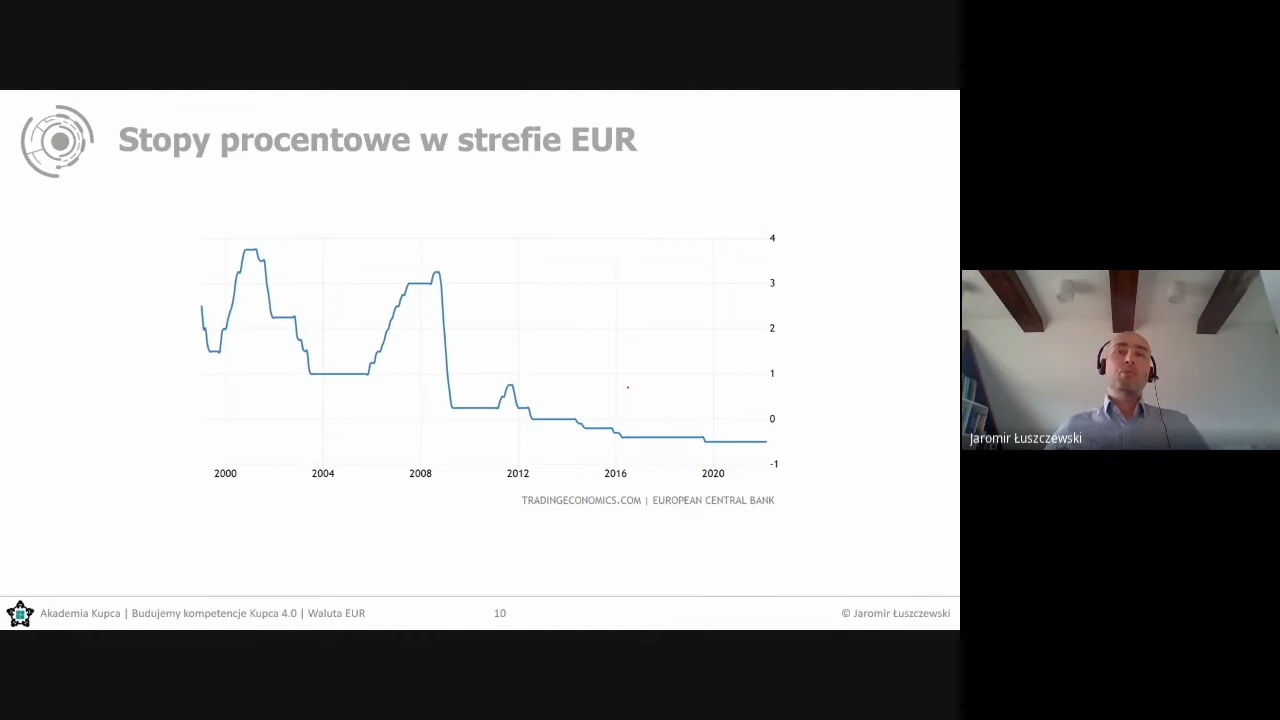 Stopy procentowe w strefie EUR
4
3
2
1
0
-1
2000 2004 2008 2012 2016 2020
TRADINGECONOMICS.COM | EUROPEAN CENTRAL BANK
Akademia Kupca | Budujemy kompetencje Kupca 4.0 | Waluta EUR 10 © Jaromir Łuszczewski
Jaromir Łuszczewski